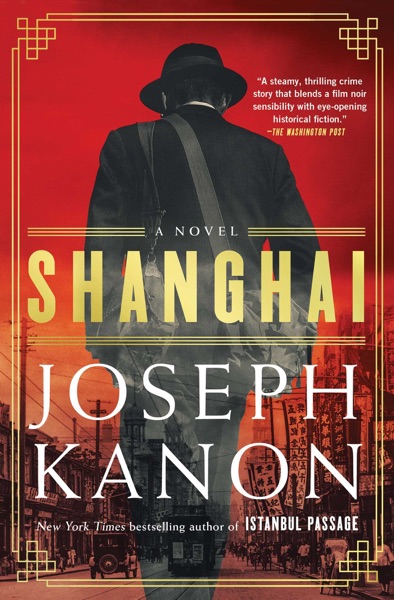 “A steamy, thrilling crime
story that blends a film noir
sensibility with eye-opening
historical fiction.”
—THE WASHINGTON POST
A NOVEL
SHANGHAI
JOSEPH
KANON
New York Times bestselling author of ISTANBUL PASSAGE